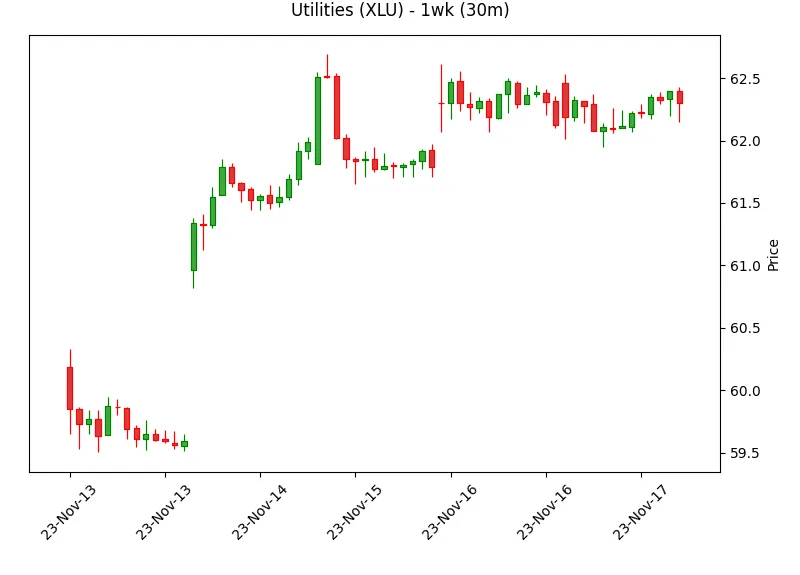 Utilities (XLU) - 1wk (30m)
62.5
62.0
61.5
61.0
60.5
60.0
59.5
Price
23-Nov-13
23-Nov-13
23-Nov-14
23-Nov-15
23-Nov-16
23-Nov-16
23-Nov-17